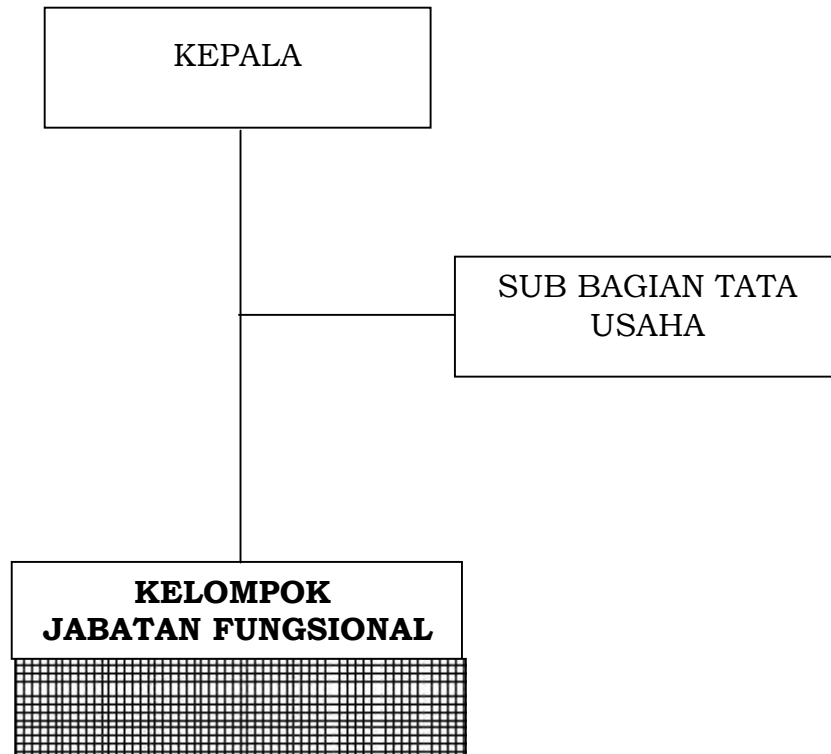 KEPALA
SUB BAGIAN TATA
USAHA
KELOMPOK
JABATAN FUNGSIONAL